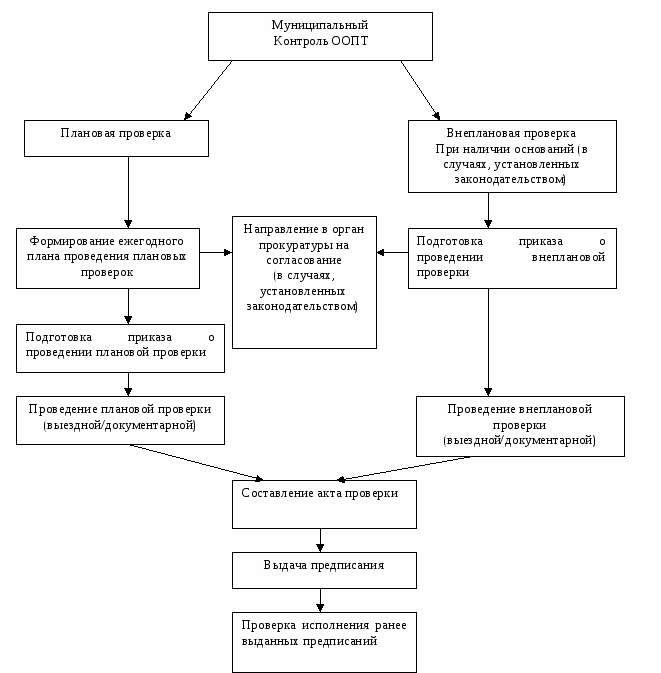 Муниципальный
Контроль ООПТ
Плановая проверка
Внеплановая проверка
При наличии оснований (в
случаях, установленных
законодательством)
Формирование ежегодного
плана проведения плановых
проверок
Направление в орган
прокуратуры на
согласование
(в случаях,
установленных
законодательством)
Подготовка приказа о
проведении внеплановой
проверки
Подготовка приказа о
проведении плановой проверки
Проведение плановой проверки
(выездной/документарной)
Проведение внеплановой
проверки
(выездной/документарной)
Составление акта проверки
Выдача предписания
Проверка исполнения ранее
выданных предписаний